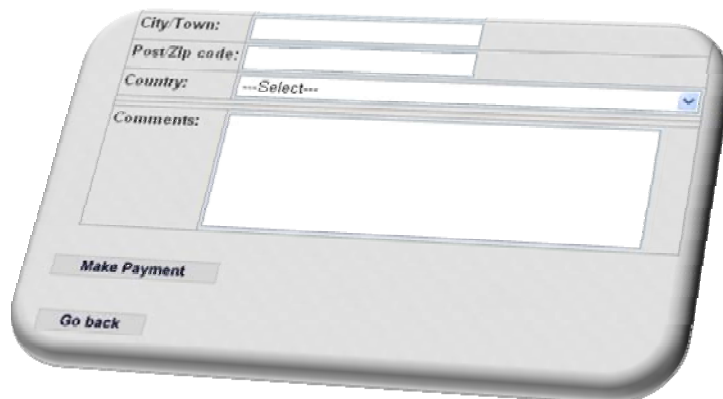 City/Town:
Post/Zip code:
Country: ---Select---
Comments:
Make Payment
Go back